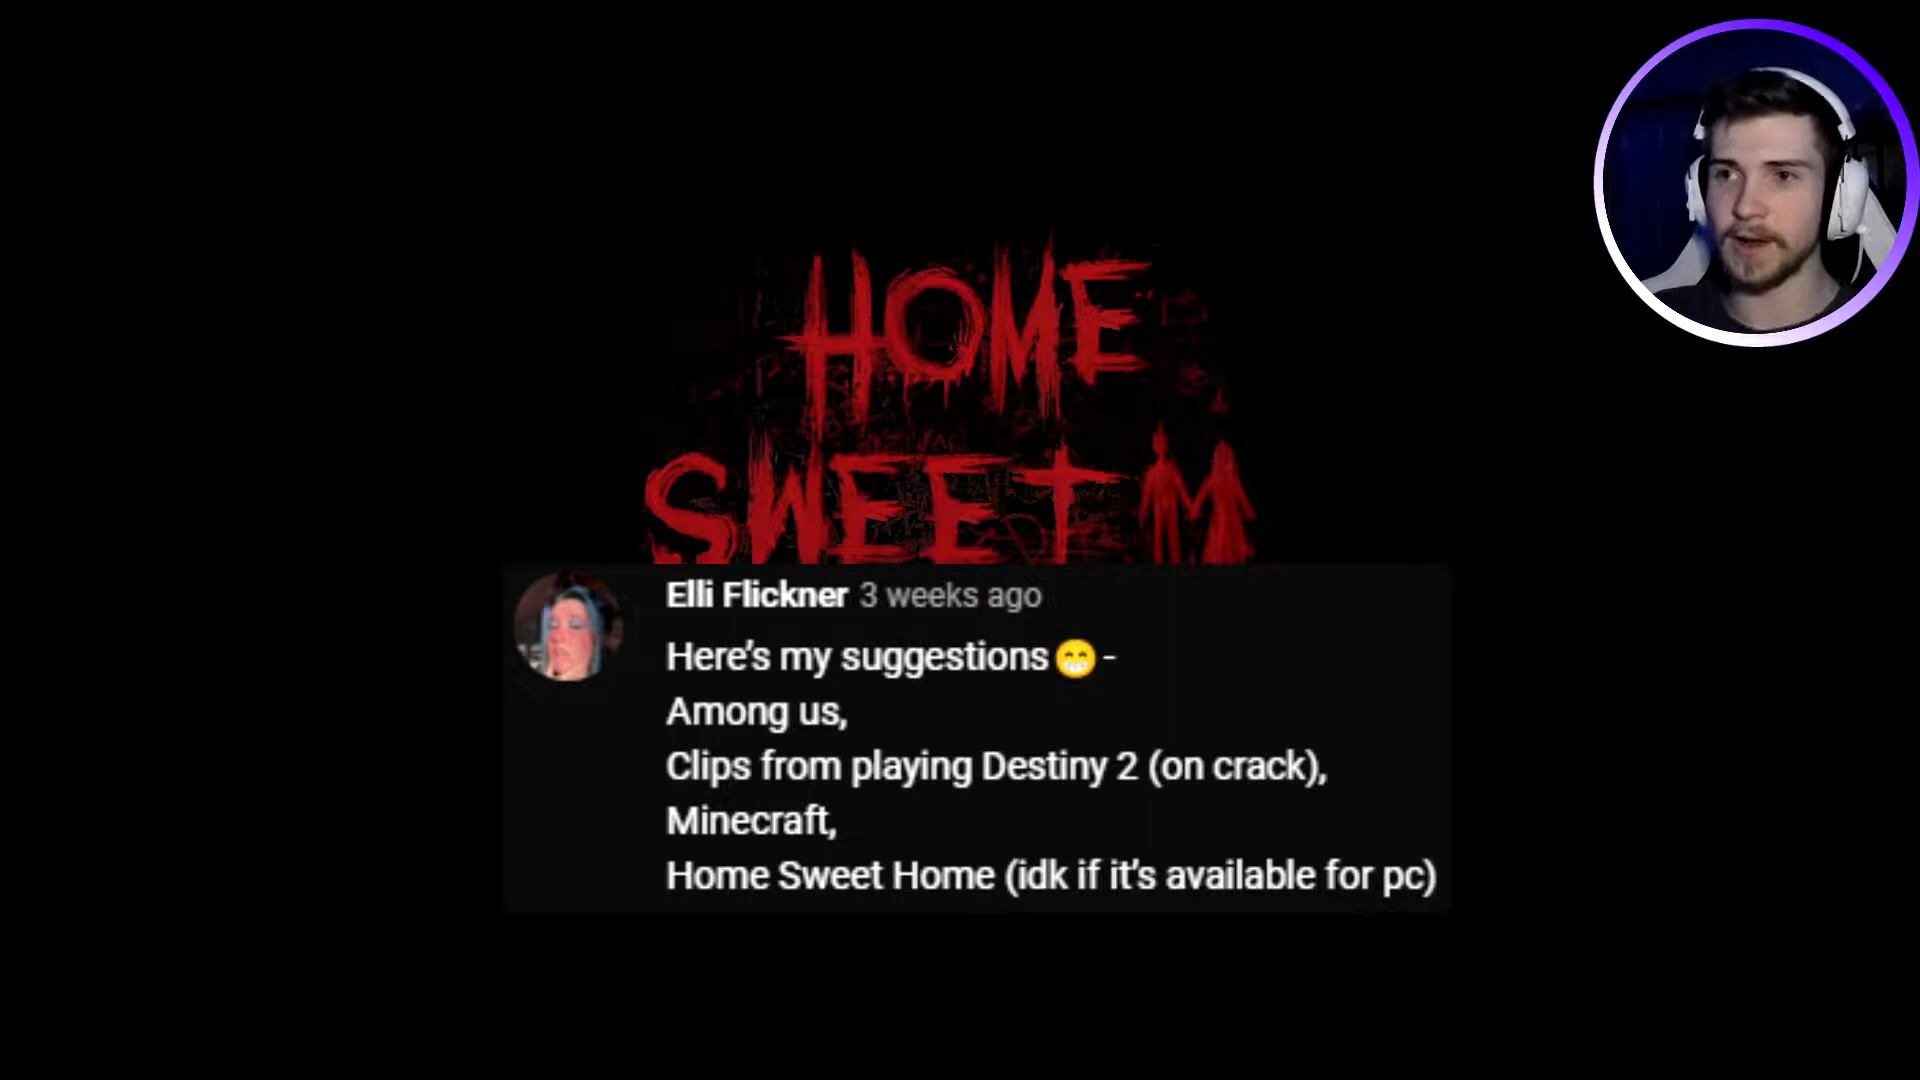 HOME
SWEET
Elli Flickner 3 weeks ago
Here's my suggestions😁-
Among us,
Clips from playing Destiny 2 (on crack),
Minecraft,
Home Sweet Home (idk if it's available for pc)